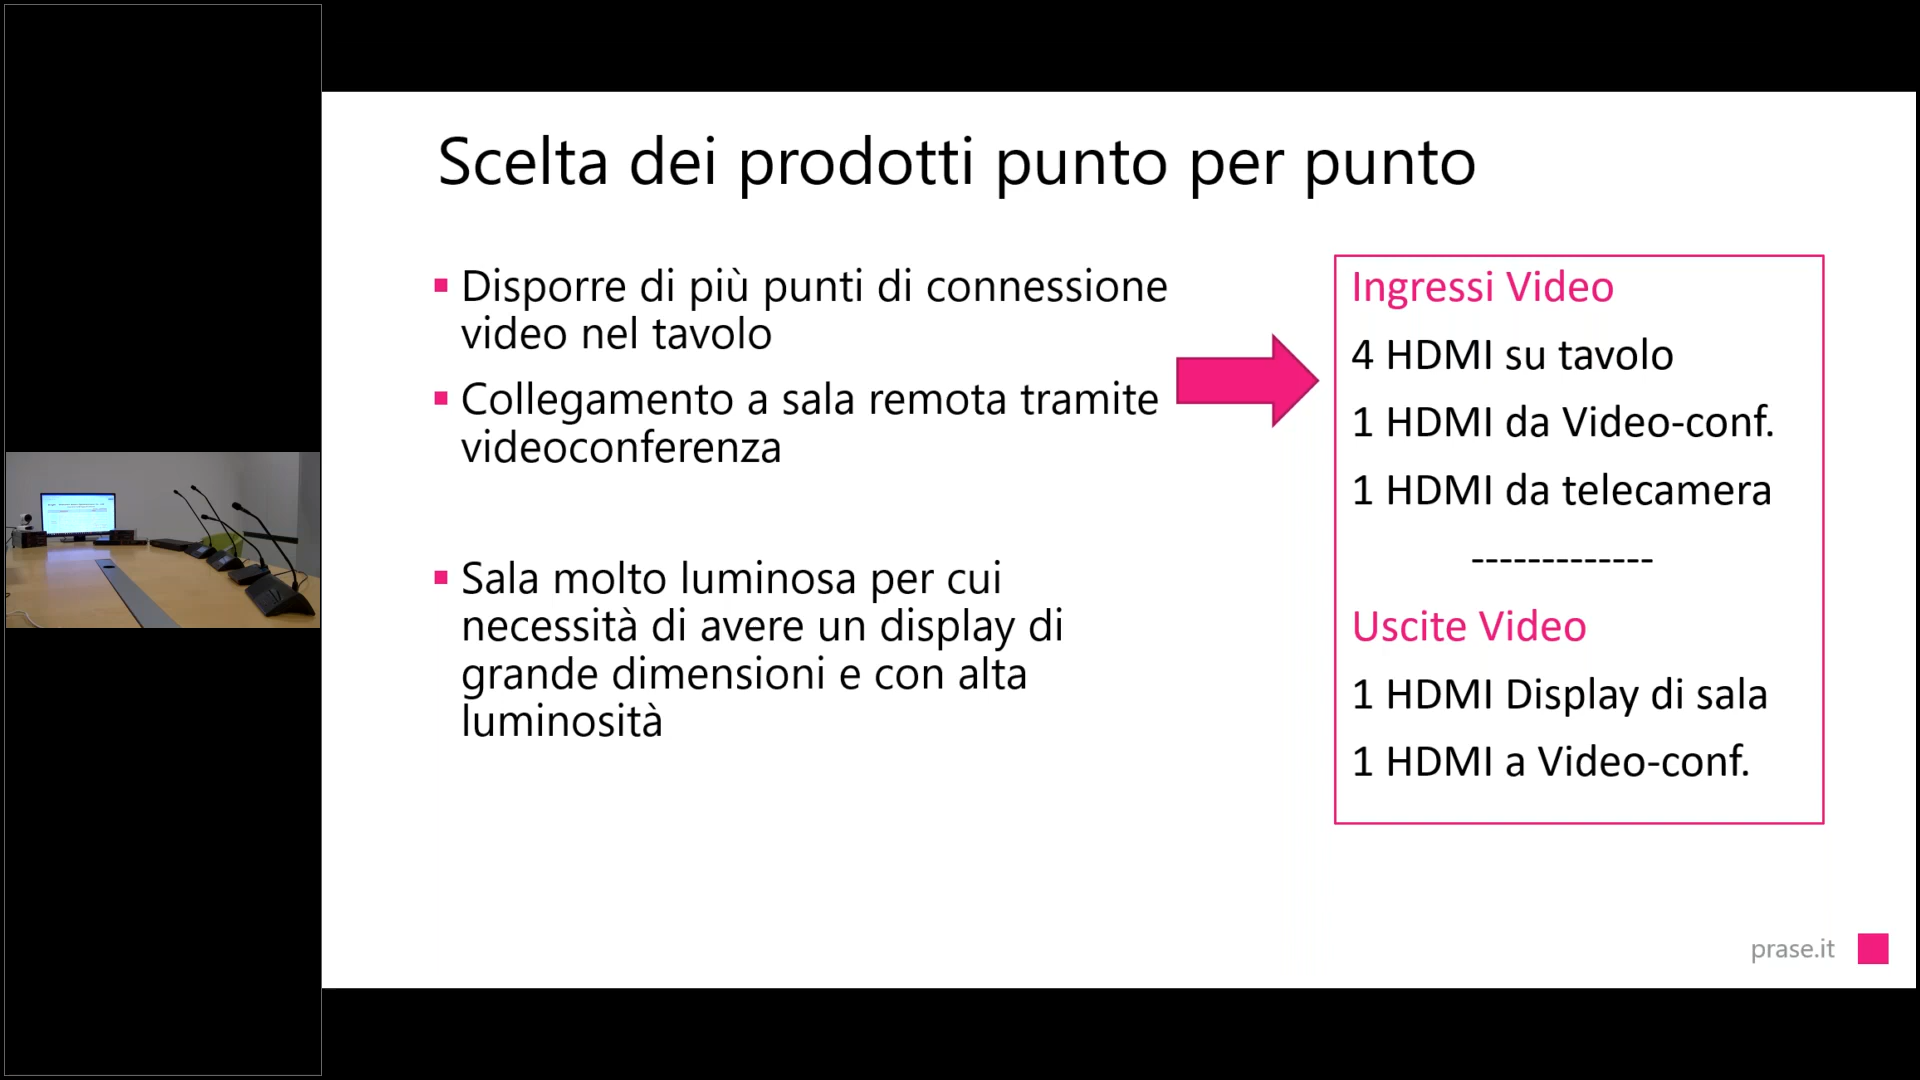 Scelta dei prodotti punto per punto
Disporre di più punti di connessione
video nel tavolo
Collegamento a sala remota tramite
videoconferenza
Sala molto luminosa per cui
necessità di avere un display di
grande dimensioni e con alta
luminosità
Ingressi Video
4 HDMI su tavolo
1 HDMI da Video-conf.
1 HDMI da telecamera
-------------
Uscite Video
1 HDMI Display di sala
1 HDMI a Video-conf.
prase.it